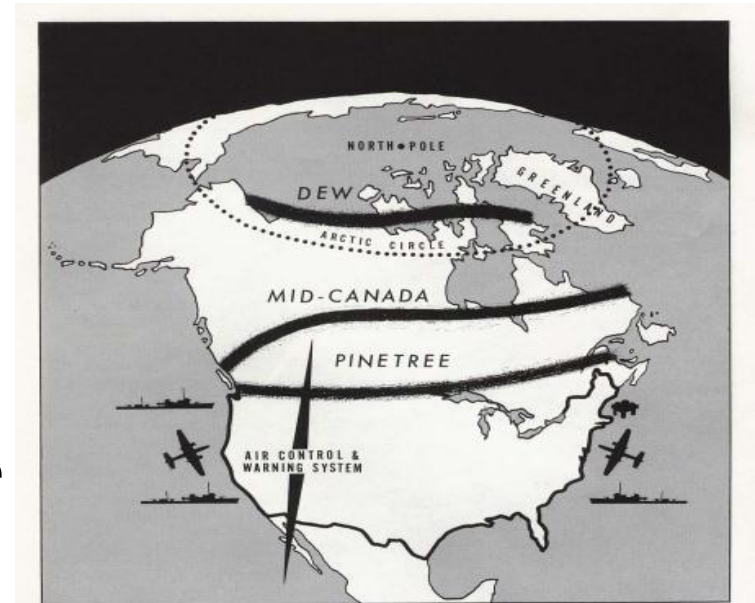 NORTH POLE
DEW
GREENLAND
ARCTIC CIRCLE
MID-CANADA
PINETREE
AIR CONTROL &
WARNING SYSTEM